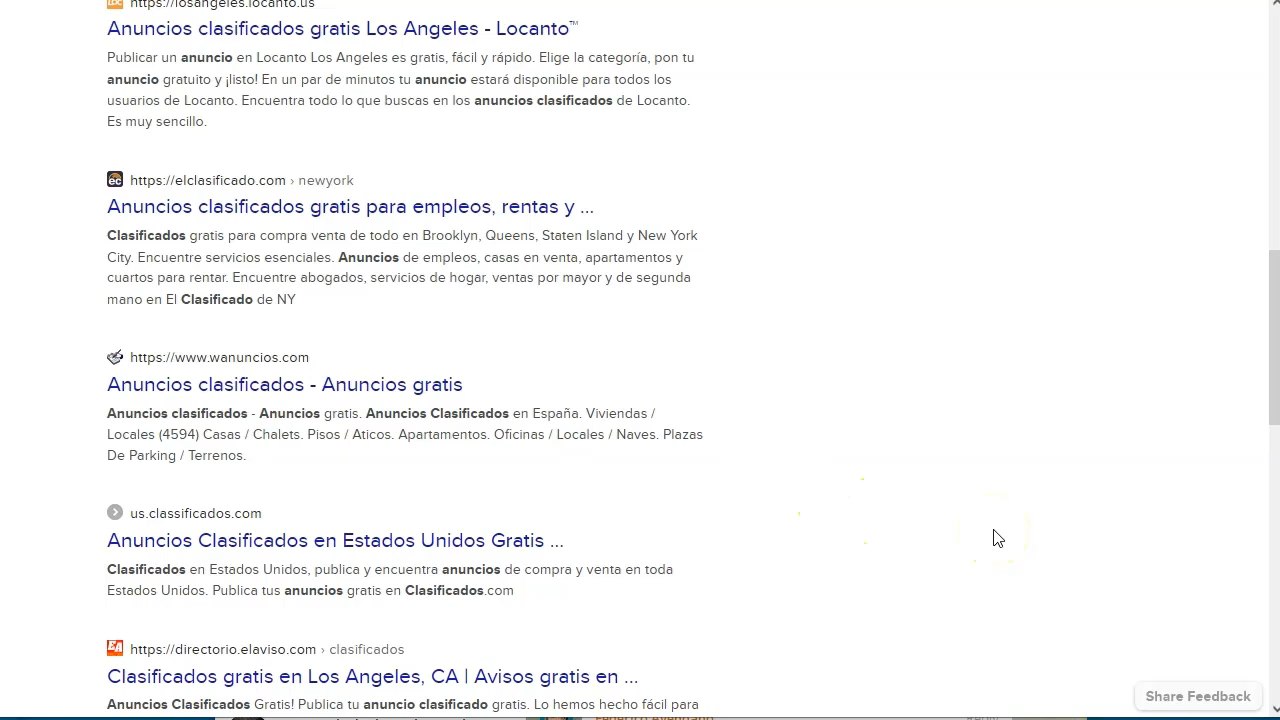 https://losangeles.locanto.us
Anuncios clasificados gratis Los Angeles - Locanto™
Publicar un anuncio en Locanto Los Angeles es gratis, fácil y rápido. Elige la categoría, pon tu
anuncio gratuito y ¡listo! En un par de minutos tu anuncio estará disponible para todos los
usuarios de Locanto. Encuentra todo lo que buscas en los anuncios clasificados de Locanto.
Es muy sencillo.
ec https://elclasificado.com › newyork
Anuncios clasificados gratis para empleos, rentas y ...
Clasificados gratis para compra venta de todo en Brooklyn, Queens, Staten Island y New York
City. Encuentre servicios esenciales. Anuncios de empleos, casas en venta, apartamentos y
cuartos para rentar. Encuentre abogados, servicios de hogar, ventas por mayor y de segunda
mano en El Clasificado de NY
https://www.wanuncios.com
Anuncios clasificados - Anuncios gratis
Anuncios clasificados - Anuncios gratis. Anuncios Clasificados en España. Viviendas /
Locales (4594) Casas / Chalets. Pisos / Aticos. Apartamentos. Oficinas / Locales / Naves. Plazas
De Parking / Terrenos.
us.classificados.com
Anuncios Clasificados en Estados Unidos Gratis ...
Clasificados en Estados Unidos, publica y encuentra anuncios de compra y venta en toda
Estados Unidos. Publica tus anuncios gratis en Clasificados.com
EA https://directorio.elaviso.com › clasificados
Clasificados gratis en Los Angeles, CA | Avisos gratis en ...
Anuncios Clasificados Gratis! Publica tu anuncio clasificado gratis. Lo hemos hecho fácil para
Share Feedback